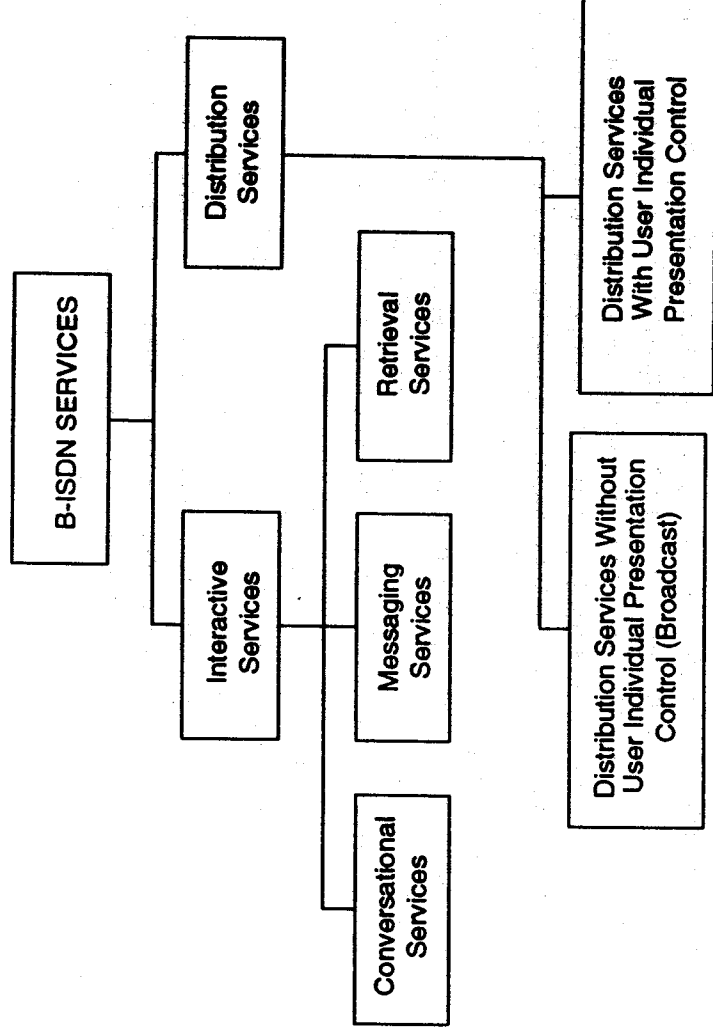 B-ISDN SERVICES
Interactive
Services
Distribution
Services
Conversational
Services
Messaging
Services
Retrieval
Services
Distribution Services Without
User Individual Presentation
Control (Broadcast)
Distribution Services
With User Individual
Presentation Control